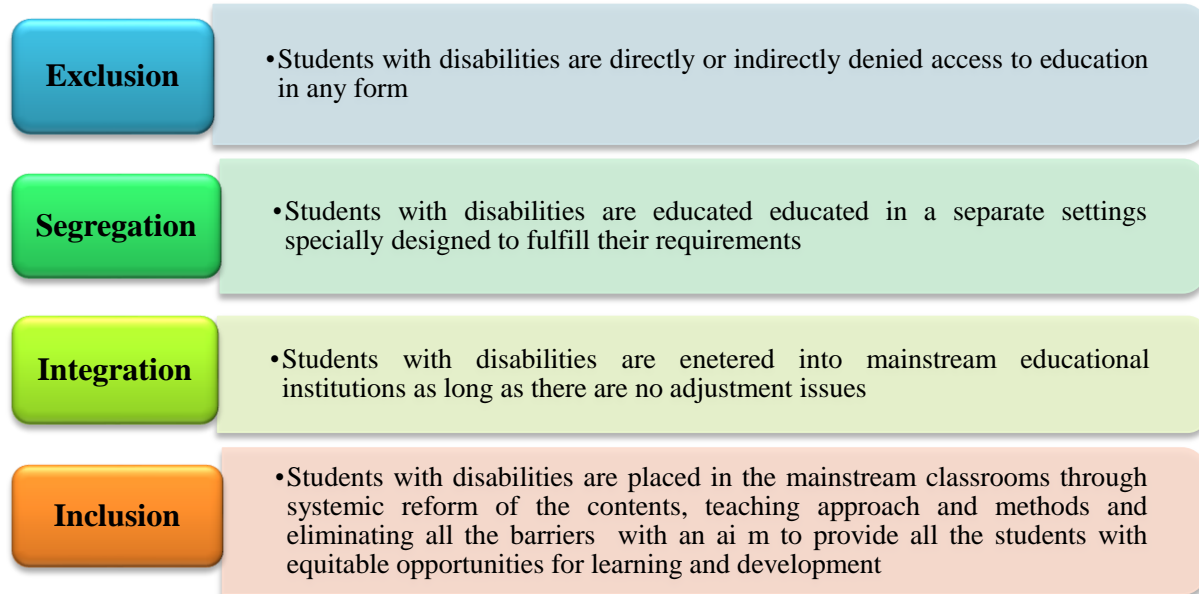 Exclusion
•Students with disabilities are directly or indirectly denied access to education
in any form
Segregation
•Students with disabilities are educated educated in a separate settings
specially designed to fulfill their requirements
Integration
•Students with disabilities are enetered into mainstream educational
institutions as long as there are no adjustment issues
Inclusion
•Students with disabilities are placed in the mainstream classrooms through
systemic reform of the contents, teaching approach and methods and
eliminating all the barriers with an ai m to provide all the students with
equitable opportunities for learning and development